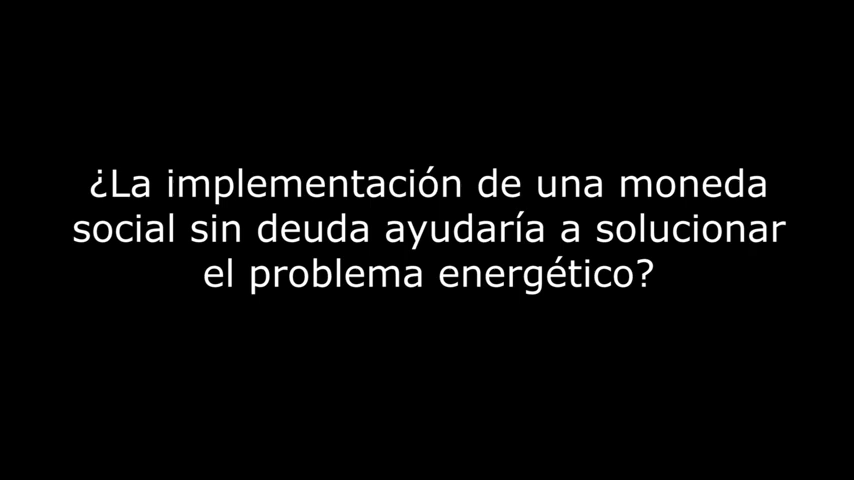 ¿La implementación de una moneda
social sin deuda ayudaría a solucionar
el problema energético?